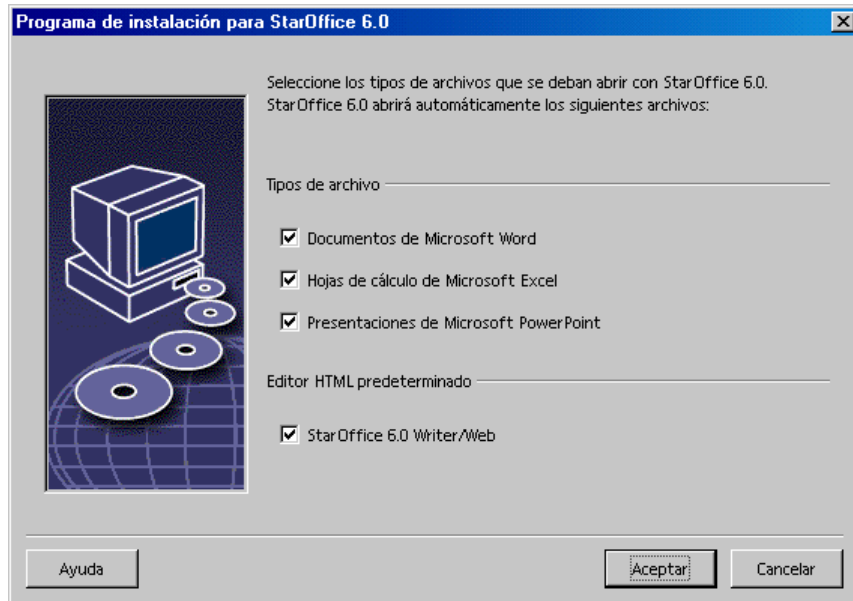 Programa de instalación para StarOffice 6.0
Seleccione los tipos de archivos que se deban abrir con StarOffice 6.0.
StarOffice 6.0 abrirá automáticamente los siguientes archivos:
Tipos de archivo
Documentos de Microsoft Word
Hojas de cálculo de Microsoft Excel
Presentaciones de Microsoft PowerPoint
Editor HTML predeterminado
StarOffice 6.0 Writer/Web
Ayuda
Aceptar
Cancelar